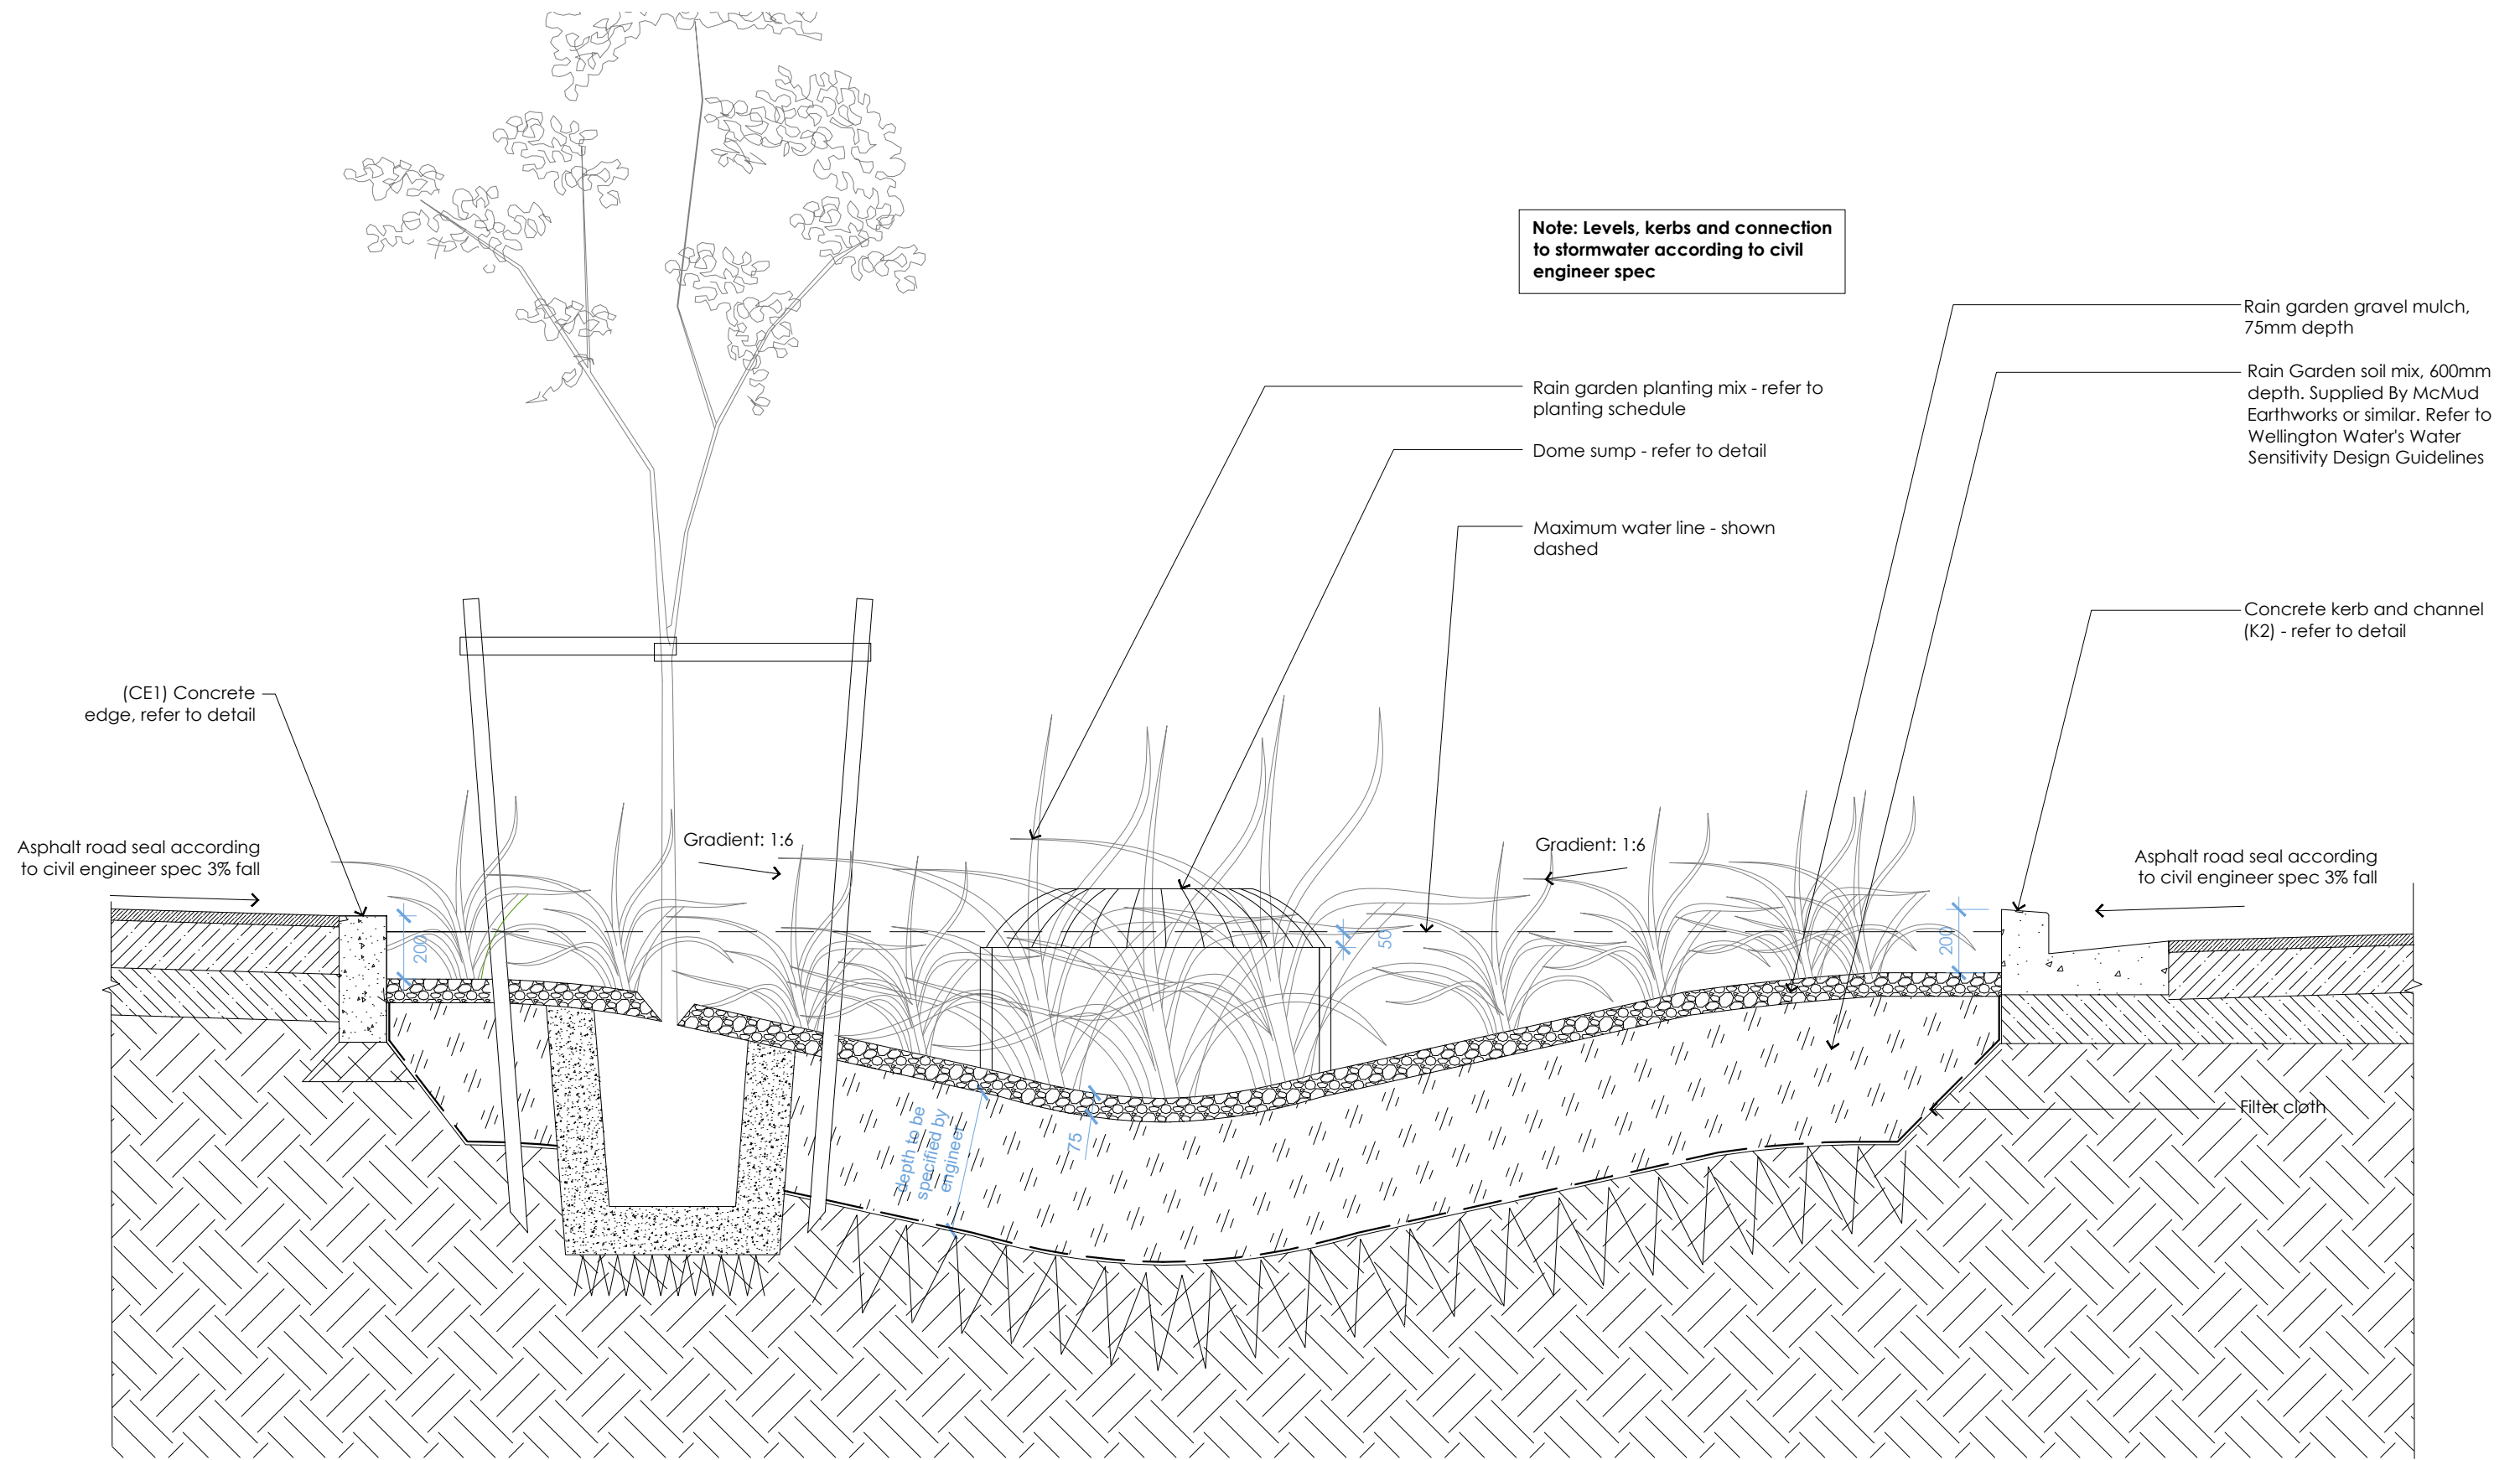 Note: Levels, kerbs and connection
to stormwater according to civil
engineer spec
Rain garden gravel mulch,
75mm depth
Rain Garden soil mix, 600mm
depth. Supplied By McMud
Earthworks or similar. Refer to
Wellington Water's Water
Sensitivity Design Guidelines
Rain garden planting mix - refer to
planting schedule
Dome sump - refer to detail
Maximum water line - shown
dashed
Concrete kerb and channel
(K2) - refer to detail
(CE1) Concrete
edge, refer to detail
Asphalt road seal according
to civil engineer spec 3% fall
Gradient: 1:6
Gradient: 1:6
Asphalt road seal according
to civil engineer spec 3% fall
200
50
200
depth to be
specified by
engineer
75
Filter cloth